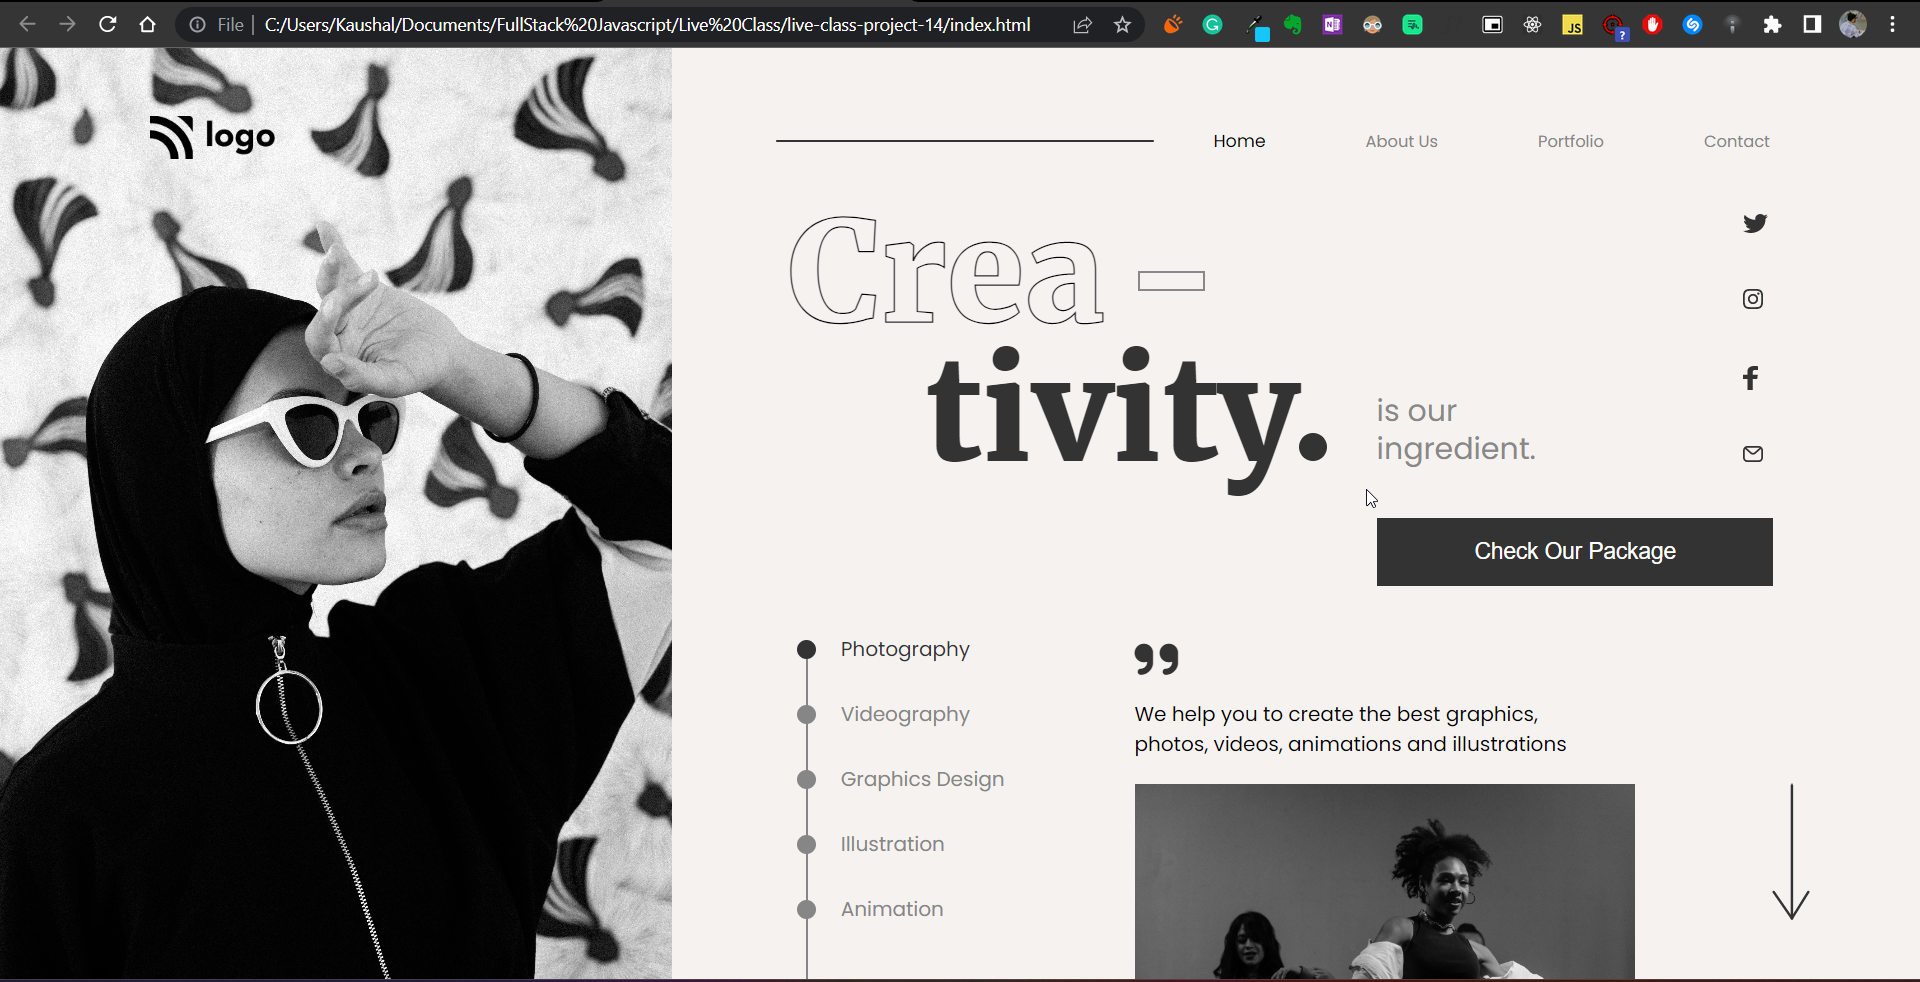 File
C:/Users/Kaushal/Documents/FullStack%20Javascript/Live%20Class/live-class-project-14/index.html
JS
?
logo
Home
About Us
Portfolio
Contact
Crea –
tivity.
is our
ingredient.
Check Our Package
Photography
Videography
Graphics Design
Illustration
Animation
”
We help you to create the best graphics,
photos, videos, animations and illustrations